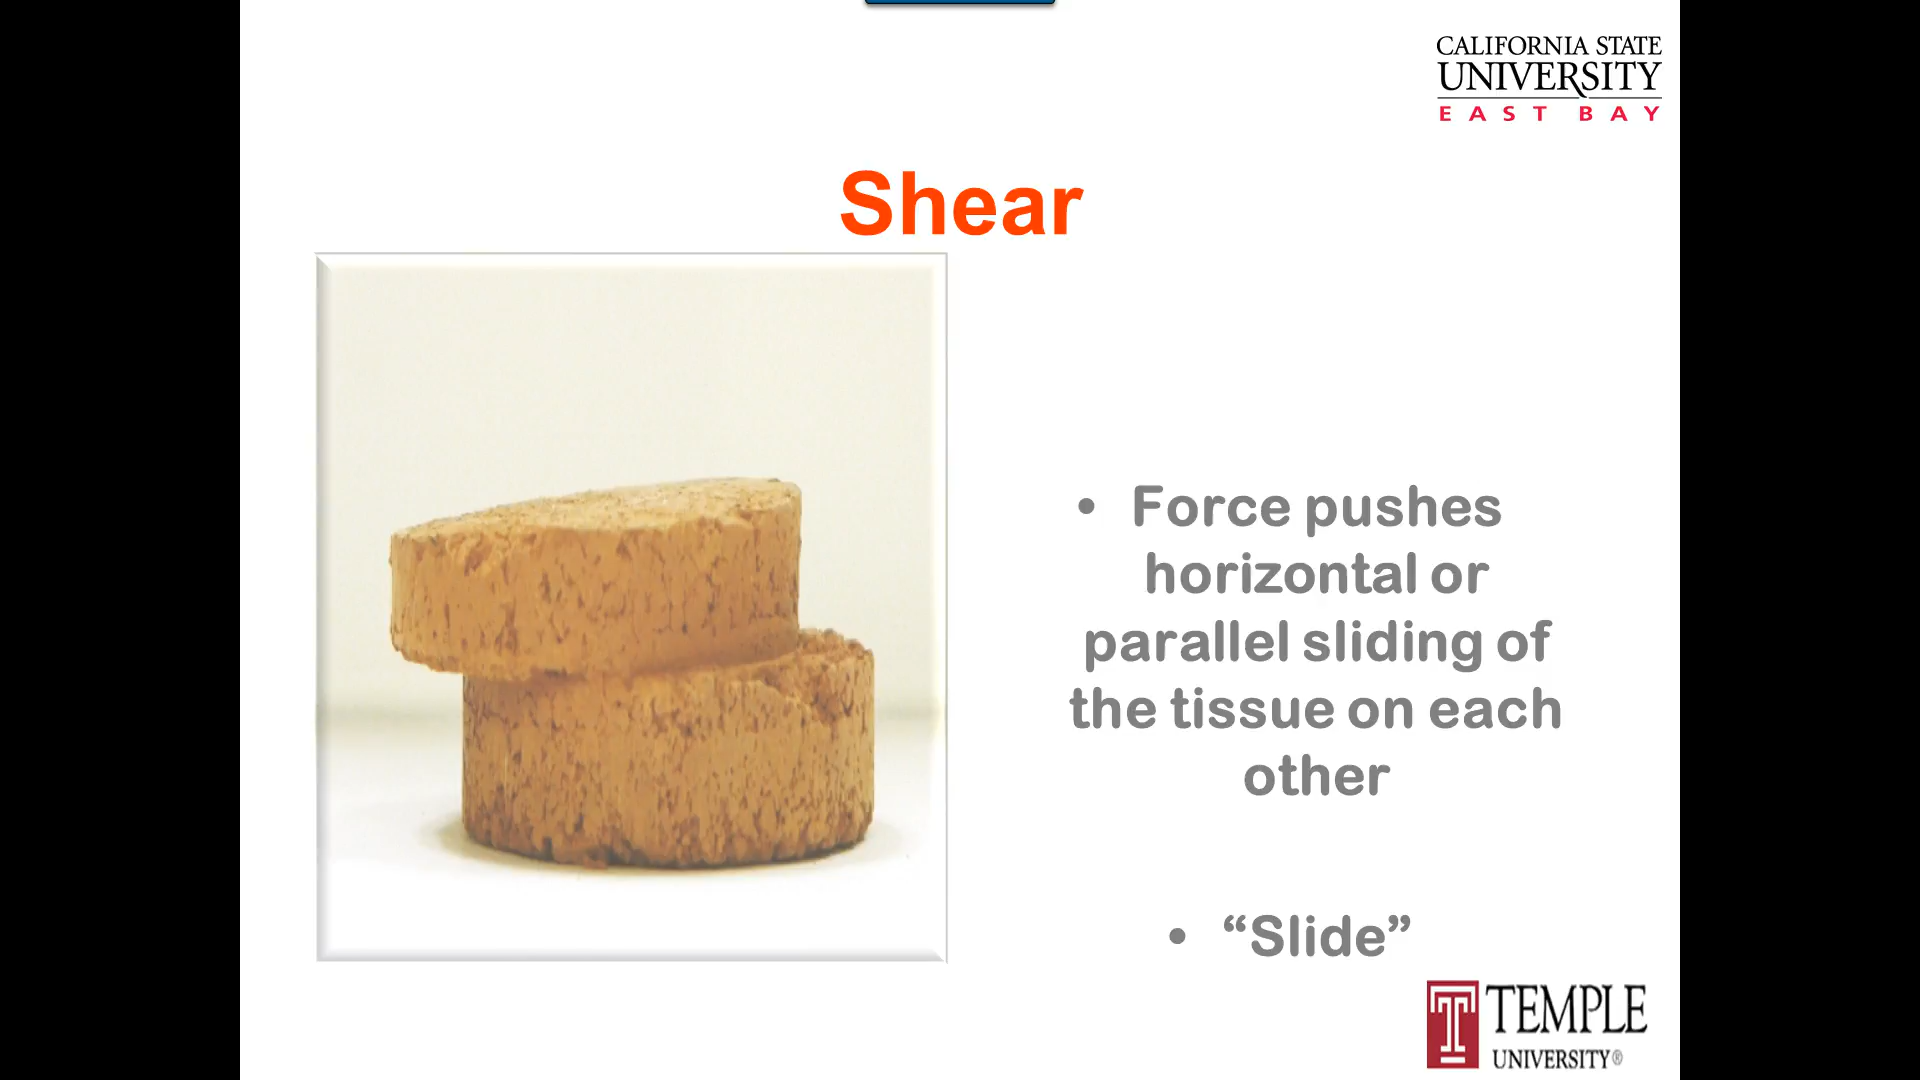 CALIFORNIA STATE
UNIVERSITY
EAST BAY
Shear
• Force pushes
horizontal or
parallel sliding of
the tissue on each
other
• “Slide”
TEMPLE
UNIVERSITY®